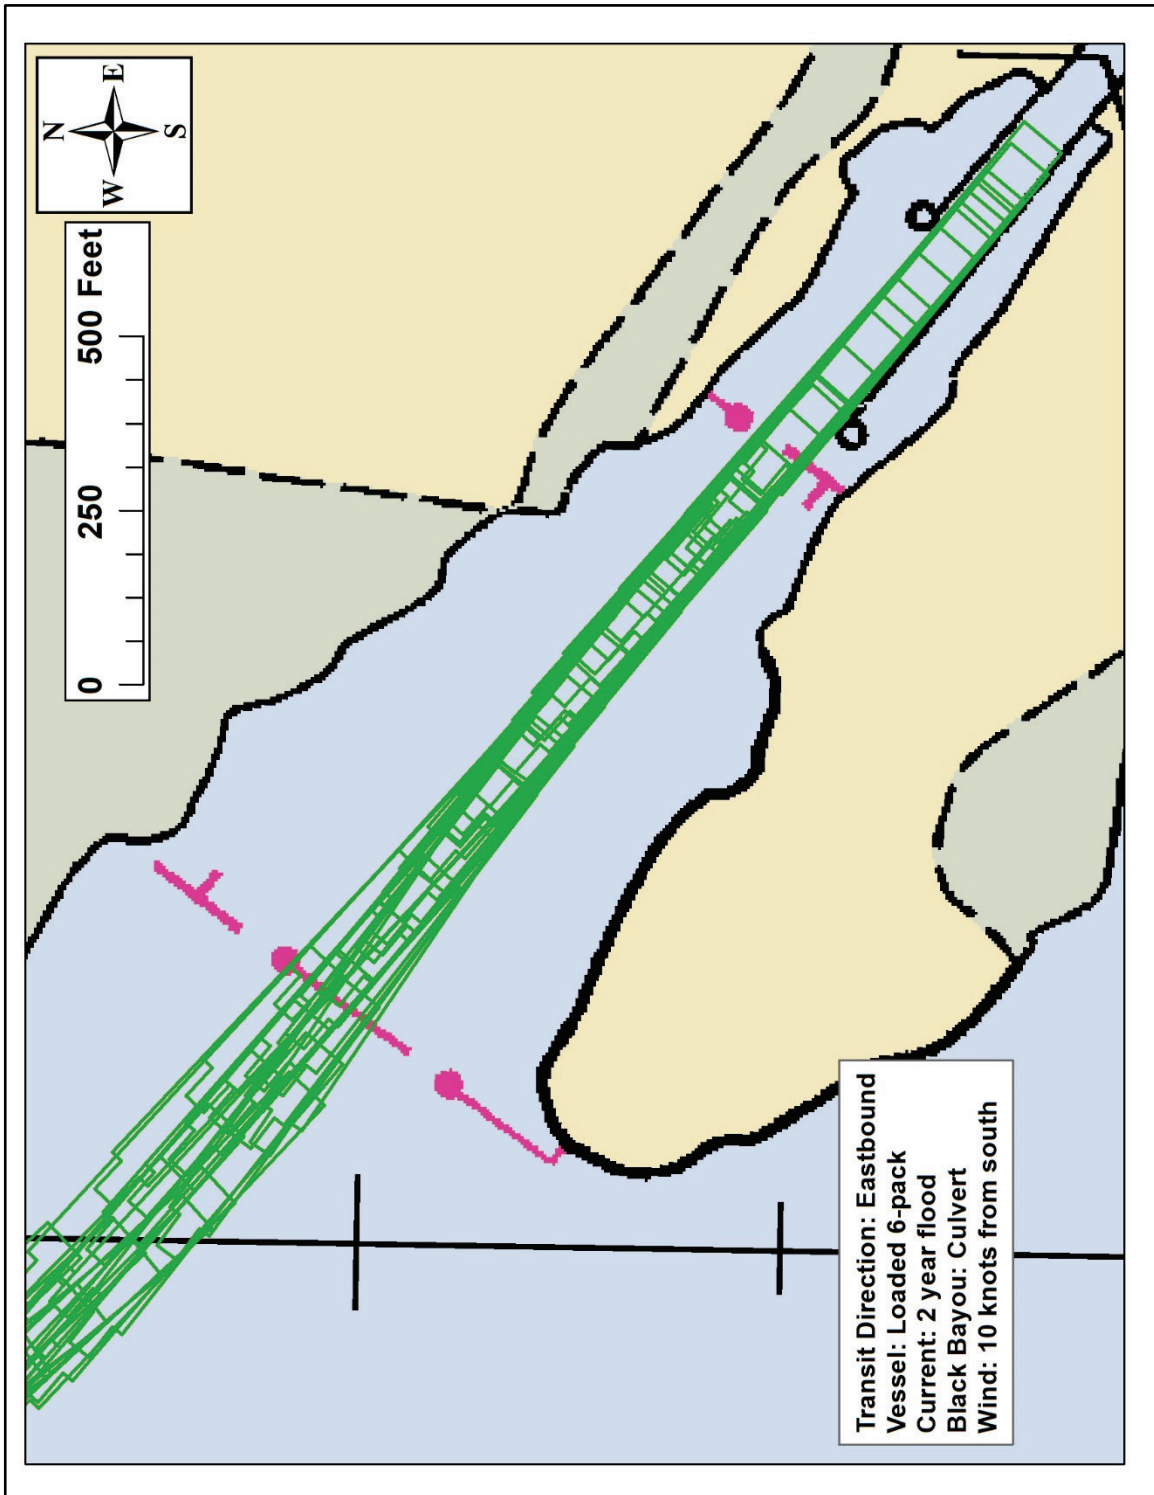 N
W E
S
0 250 500 Feet
Transit Direction: Eastbound
Vessel: Loaded 6-pack
Current: 2 year flood
Black Bayou: Culvert
Wind: 10 knots from south